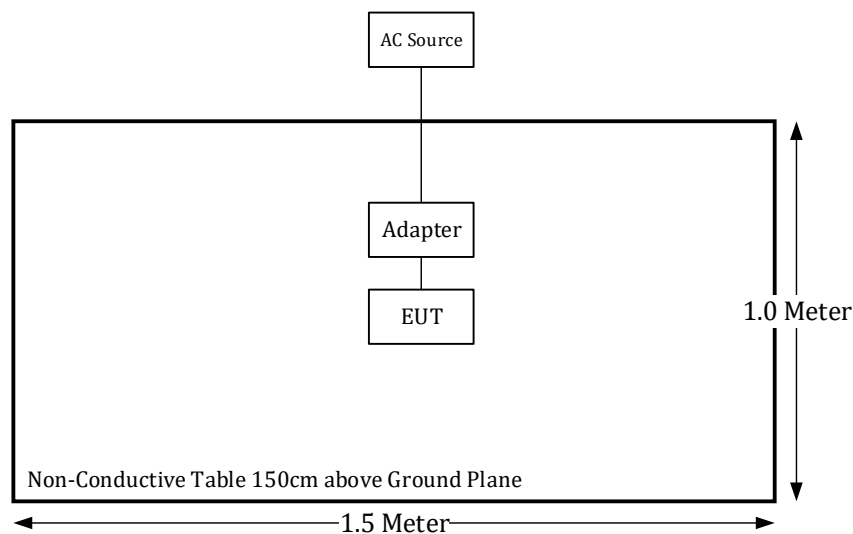 AC Source
Adapter
EUT
1.0 Meter
Non-Conductive Table 150cm above Ground Plane
1.5 Meter